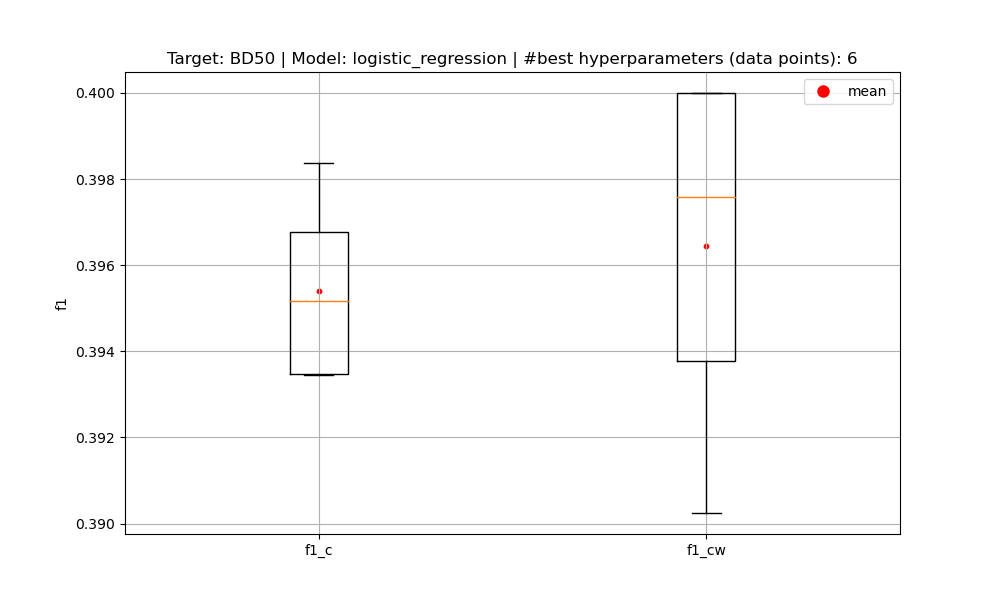 Target: BD50 | Model: logistic_regression | #best hyperparameters (data points): 6
mean
0.400
0.398
0.396
0.394
0.392
0.390
f1
f1_c
f1_cw